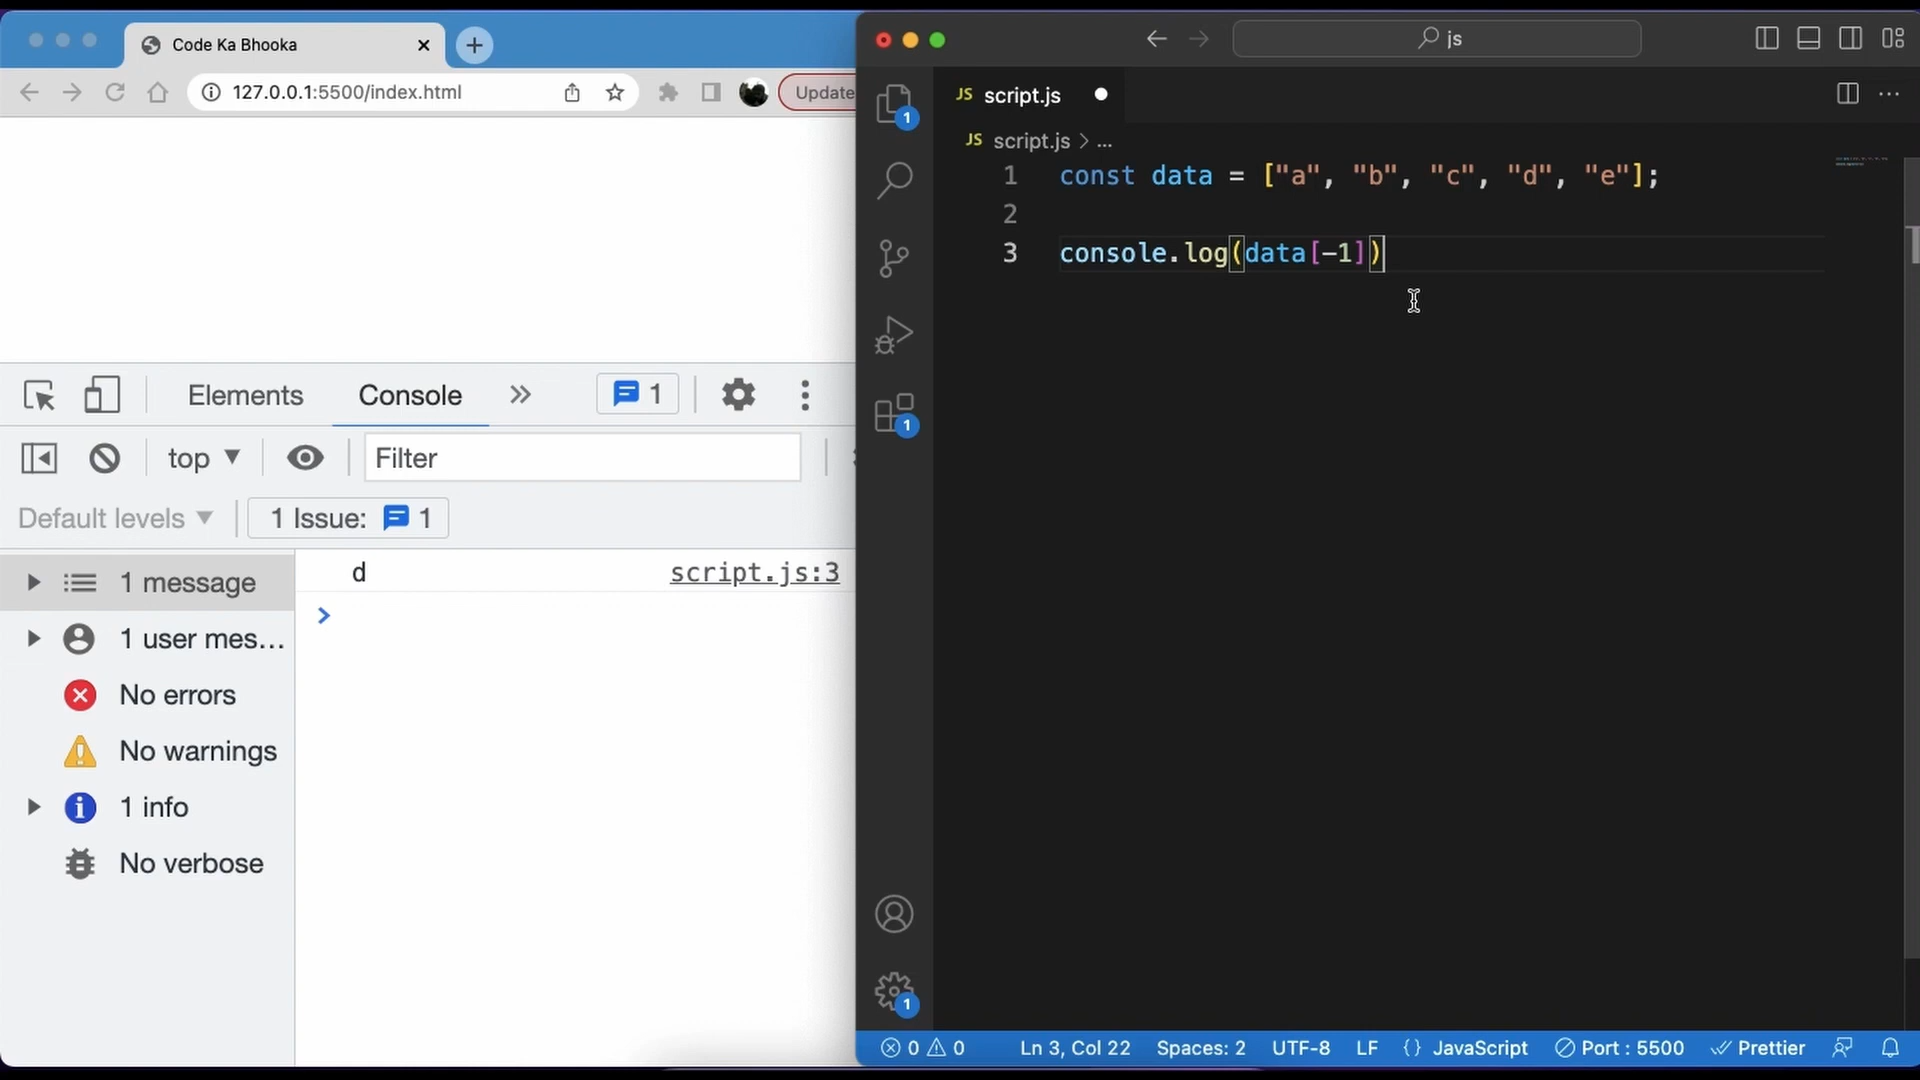 Code Ka Bhooka
127.0.0.1:5500/index.html
Update
Elements
Console
1
top
Filter
Default levels
1 Issue:
1
1 message
1 user mes...
No errors
No warnings
1 info
No verbose
d
script.js:3
>
js
JS script.js
JS script.js > ...
1 const data = ["a", "b", "c", "d", "e"];
2
3 console.log(data[-1])
1
1
1
0 0
Ln 3, Col 22
Spaces: 2
UTF-8
LF
{} JavaScript
Port : 5500
Prettier